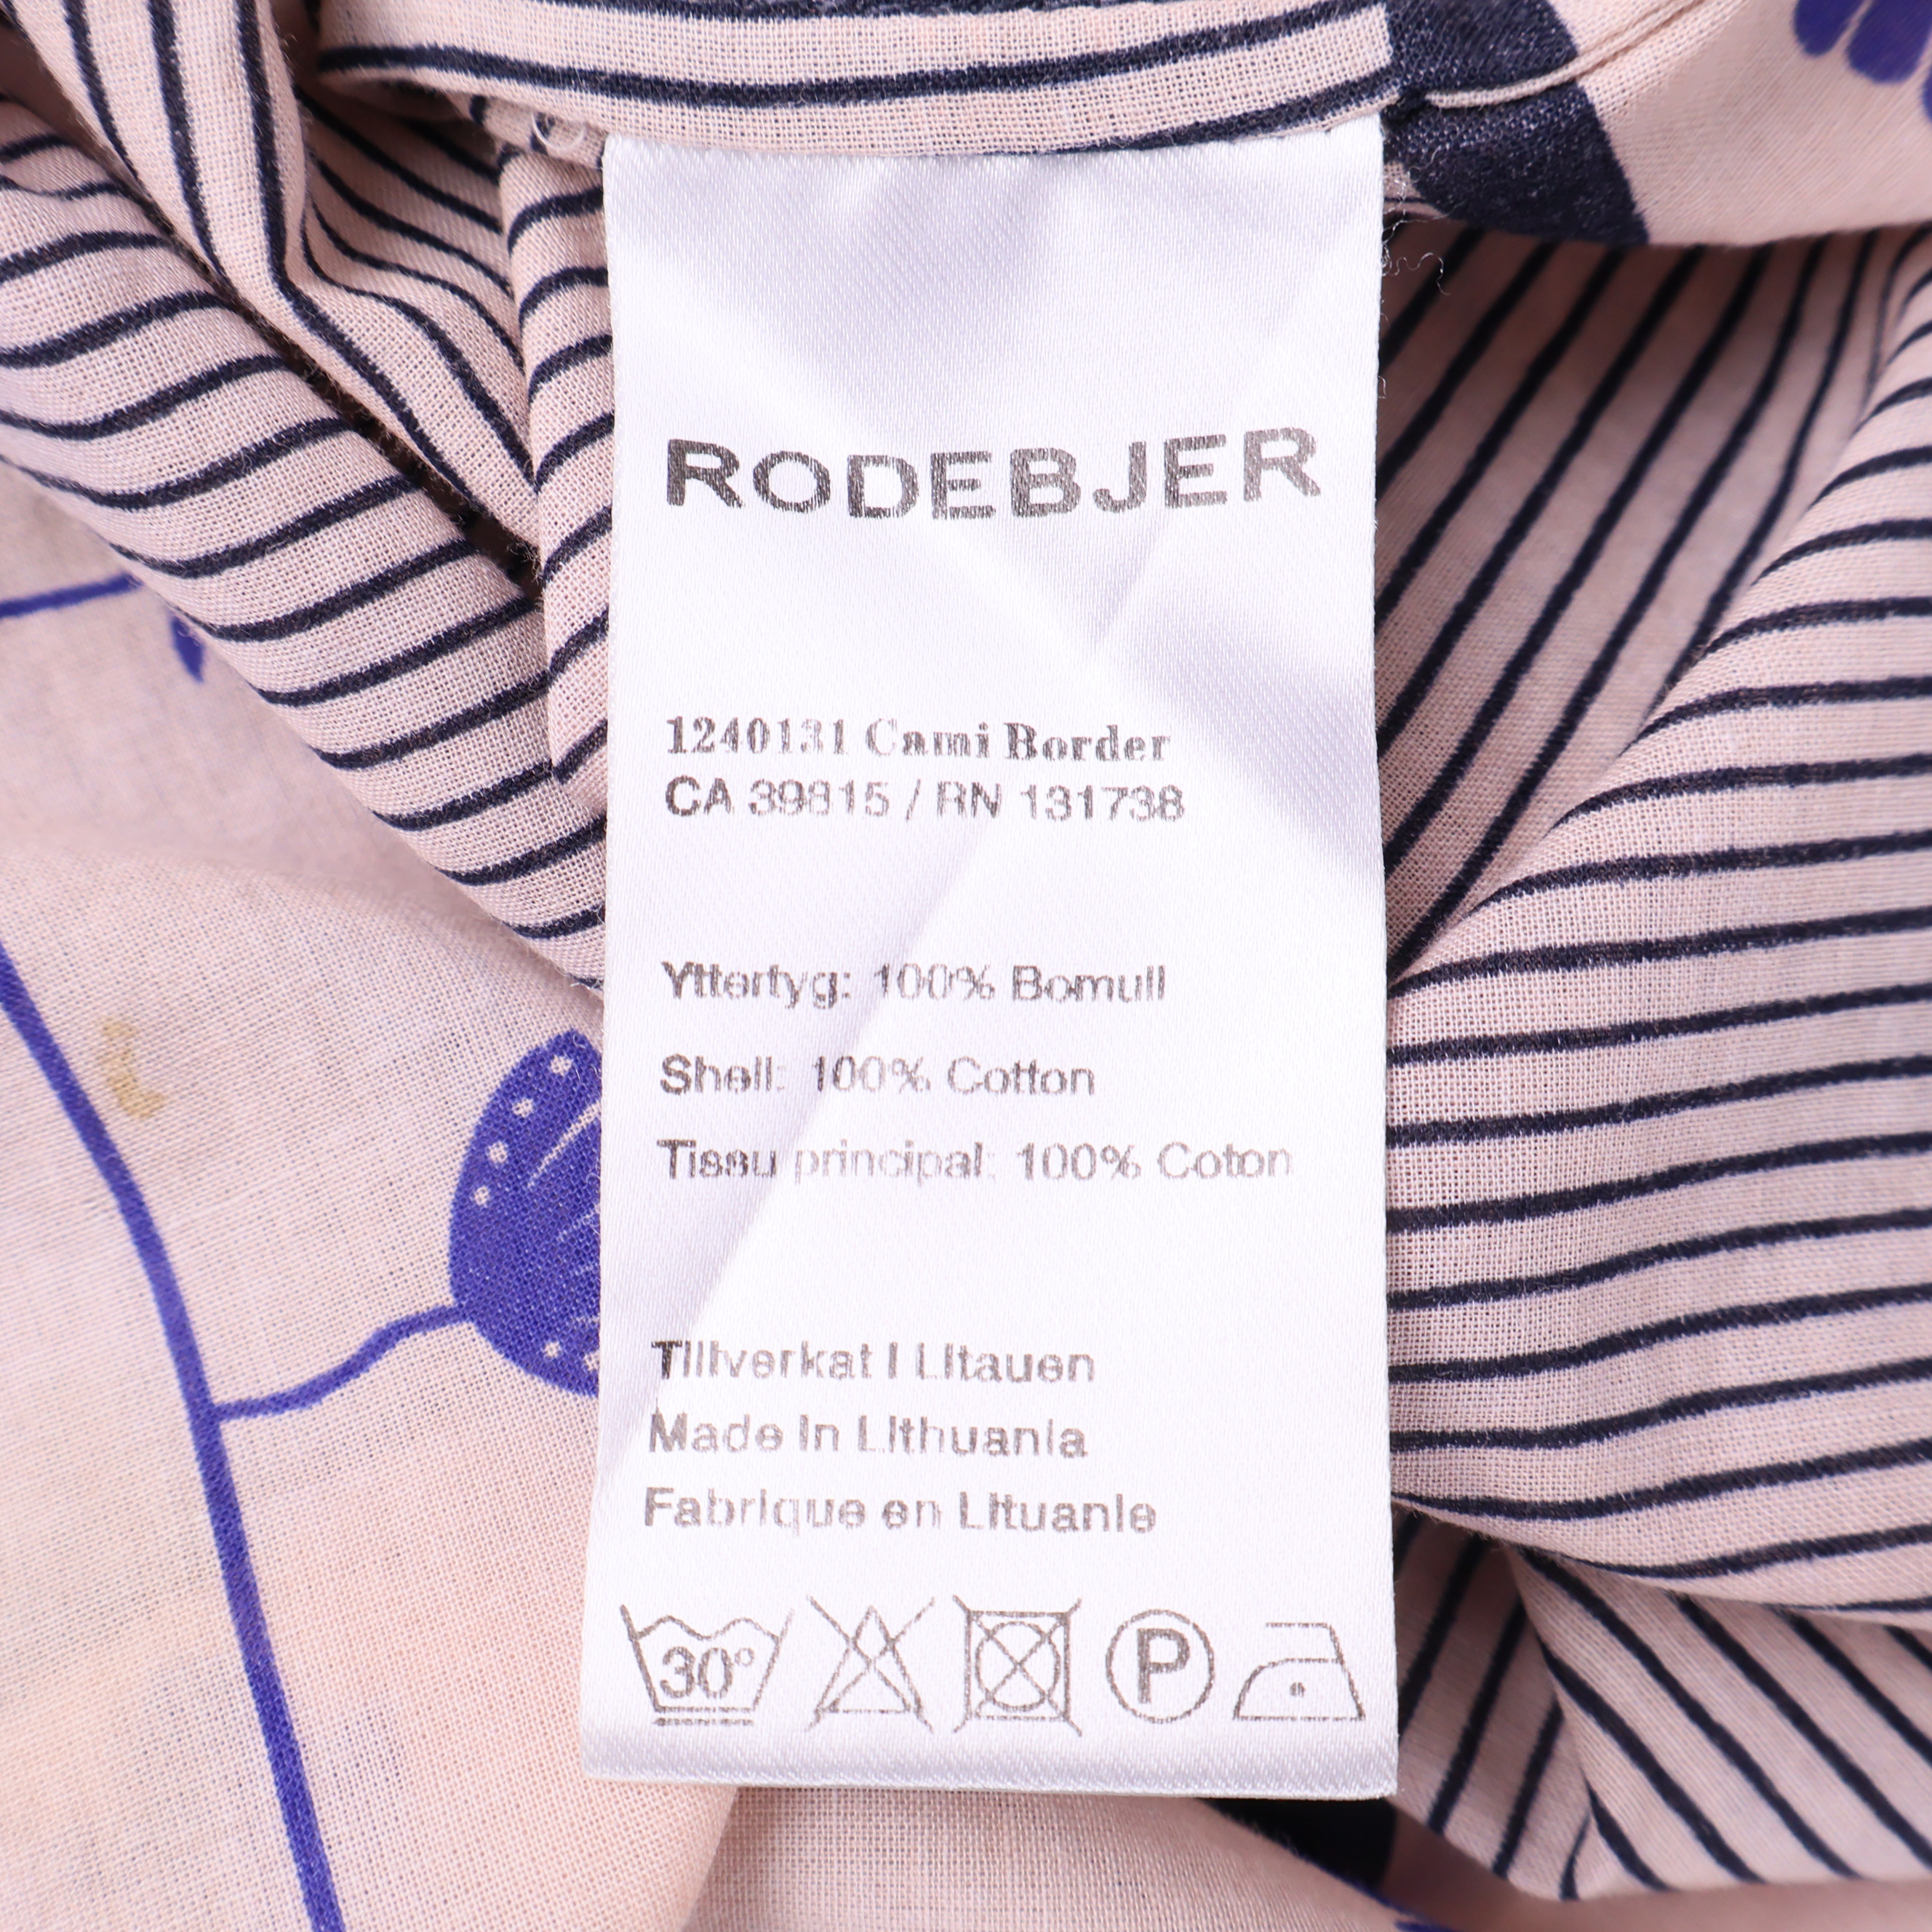 RODEBJER
1240131 Cami Border
CA 39815 / RN 131738
Yttertyg: 100% Bomull
Shell: 100% Cotton
Tissu principal: 100% Coton
Tillverkat I Litauen
Made In Lithuania
Fabrique en Lituanie
30°
P